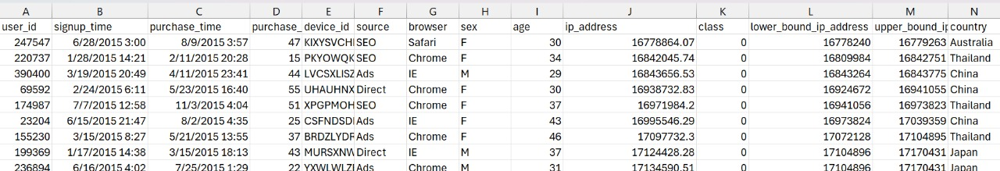 A B C D E F G H I J K L M N
user_id signup_time purchase_time purchase_ device_id source browser sex age ip_address class lower_bound_ip_address upper_bound_ip country
247547 6/28/2015 3:00 8/9/2015 3:57 47 KIXYSVCH SEO Safari F 30 16778864.07 0 16778240 16779263 Australia
220737 1/28/2015 14:21 2/11/2015 20:28 15 PKYOWQK SEO Chrome F 34 16842045.74 0 16809984 16842751 Thailand
390400 3/19/2015 20:49 4/11/2015 23:41 44 LVCSXLISZ Ads IE M 29 16843656.53 0 16843264 16843775 China
69592 2/24/2015 6:11 5/23/2015 16:40 55 UHAUHNX Direct Chrome F 30 16938732.83 0 16924672 16941055 China
174987 7/7/2015 12:58 11/3/2015 4:04 51 XPGPMOH SEO Chrome F 37 16971984.2 0 16941056 16973823 Thailand
23204 6/15/2015 21:47 8/2/2015 4:35 25 CSFNDSD Ads IE F 43 16995546.29 0 16973824 17039359 China
155230 3/15/2015 8:27 5/21/2015 13:55 37 BRDZLYDF Ads Chrome F 46 17097732.3 0 17072128 17104895 Thailand
199369 1/17/2015 14:38 3/15/2015 18:13 43 MURSXNW Direct IE M 37 17124428.28 0 17104896 17170431 Japan
236894 6/16/2015 4:02 7/25/2015 1:29 22 YXWLWLZ Ads Chrome M 31 17134590.51 0 17104896 17170431 Japan